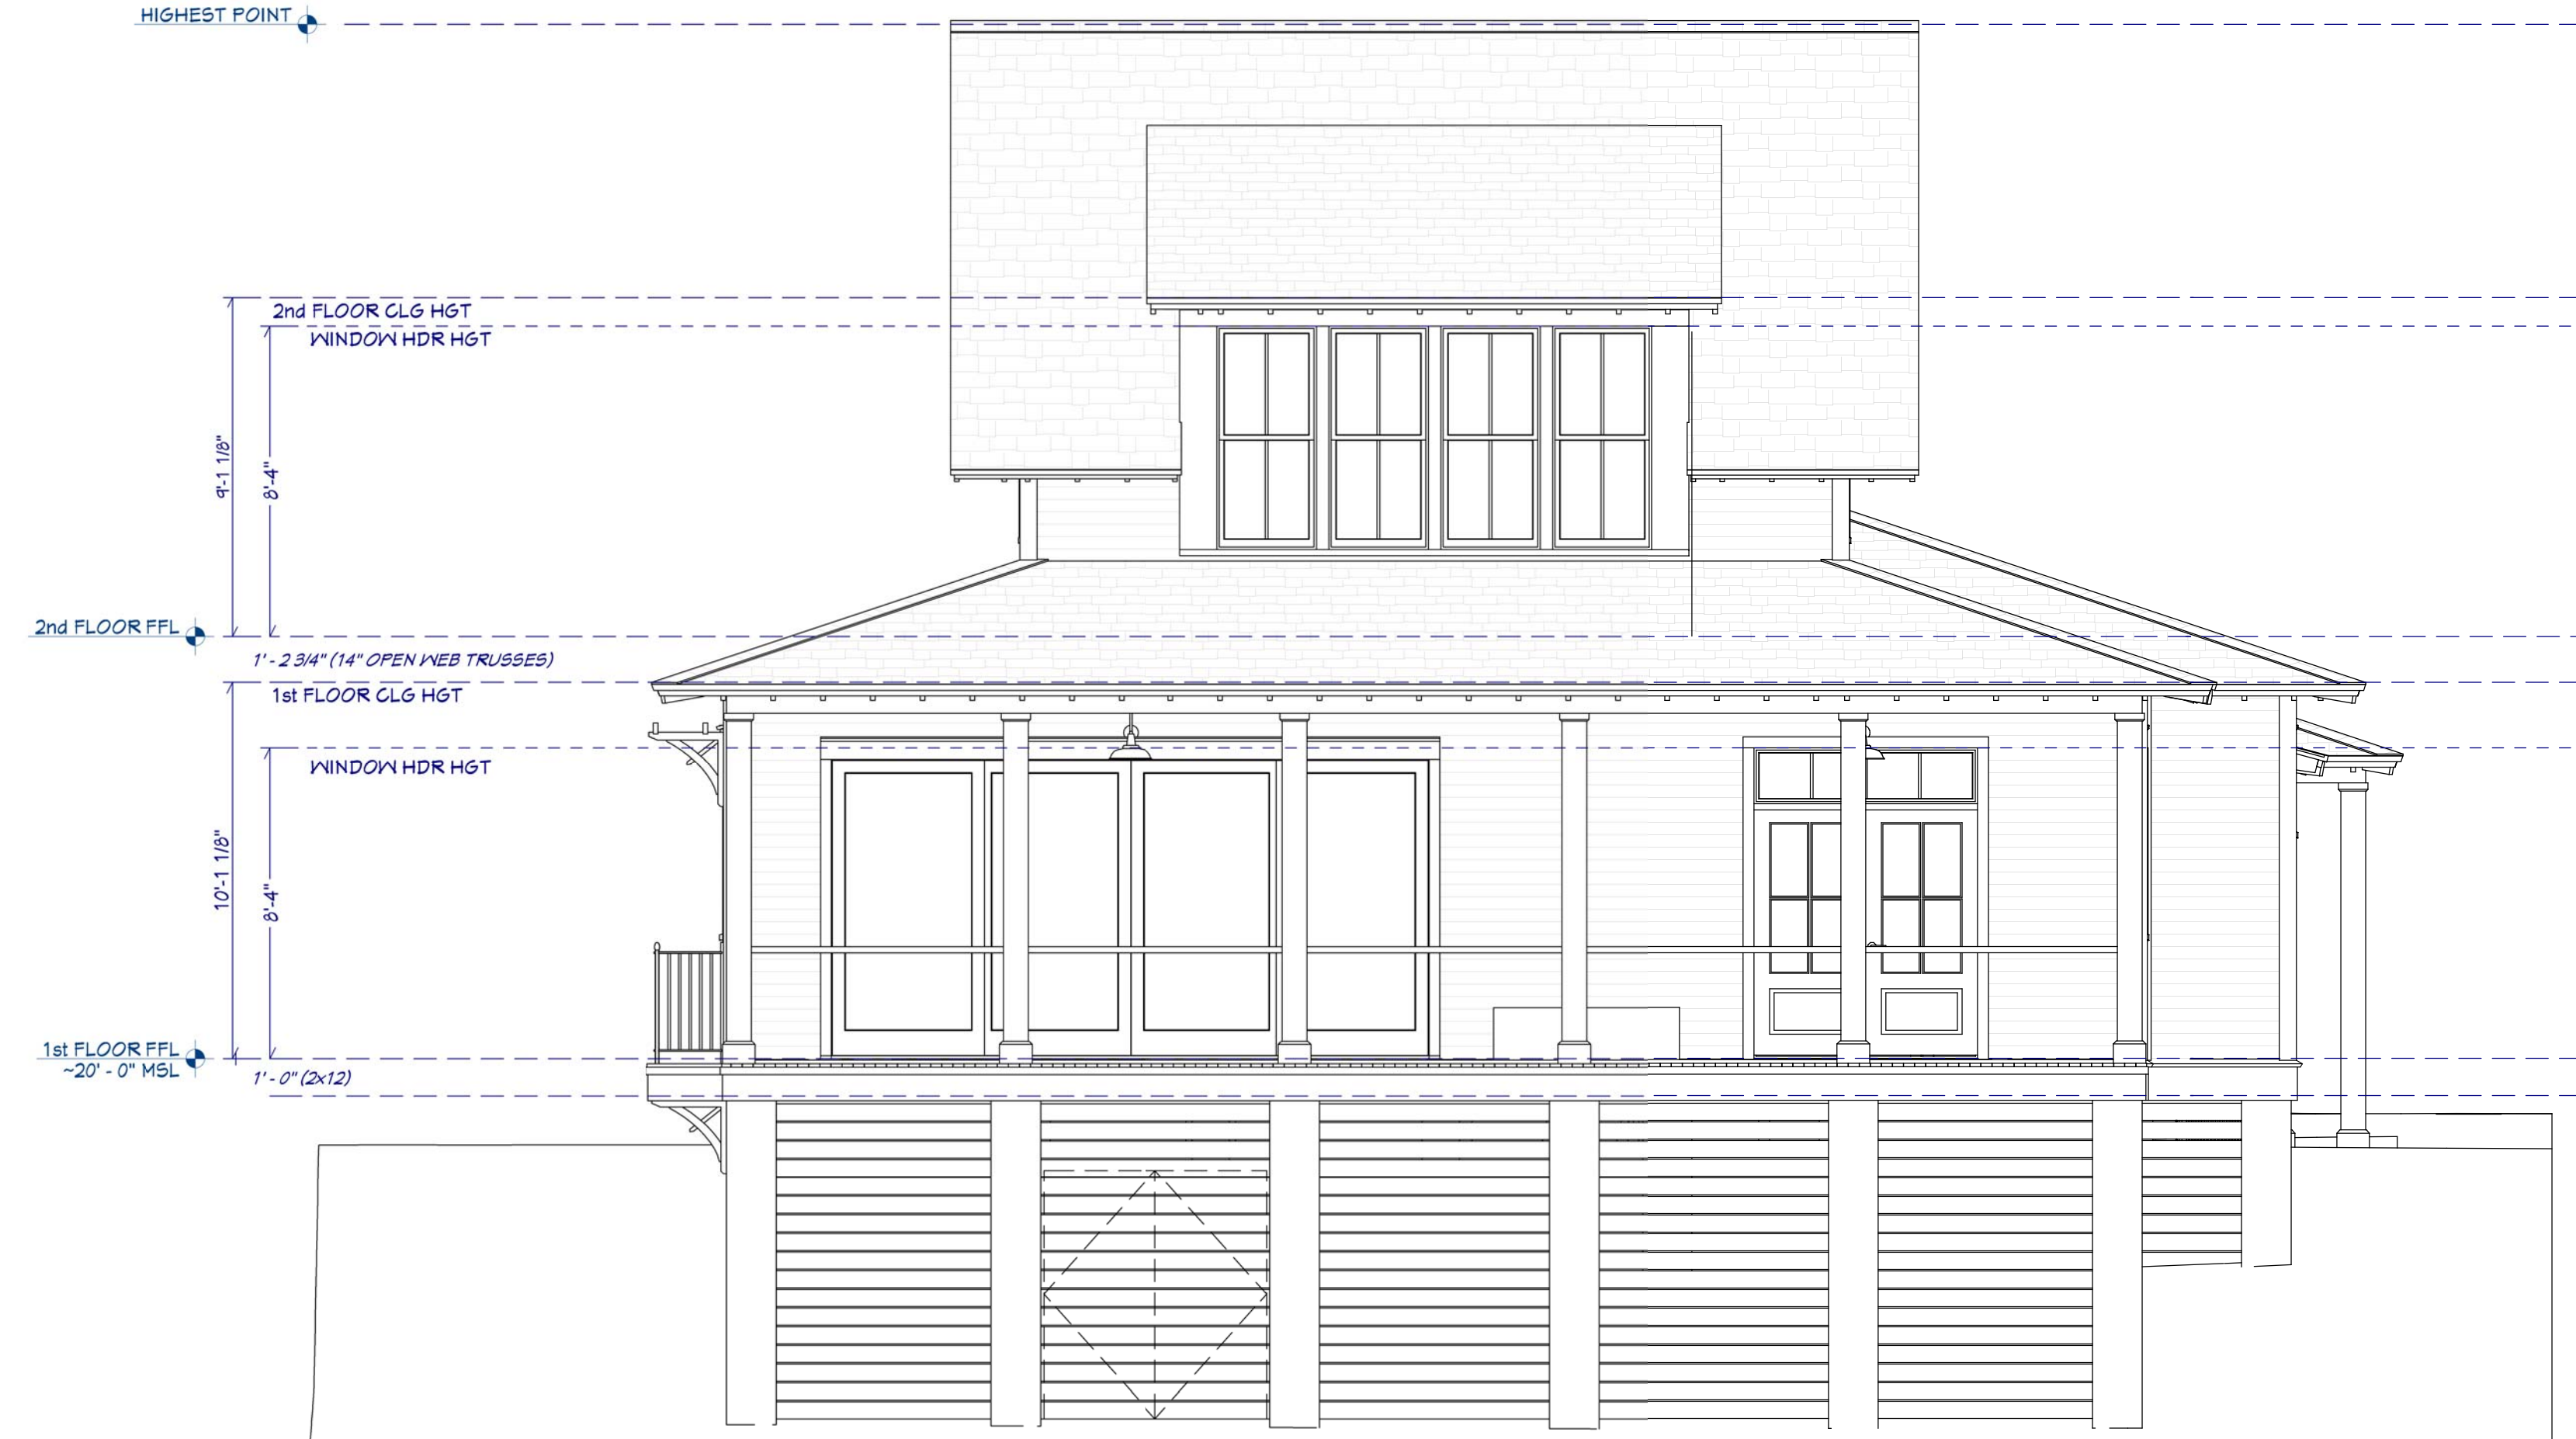 HIGHEST POINT
2nd FLOOR CLG HGT
WINDOW HDR HGT
9'-1 1/8"
8'-4"
2nd FLOOR FFL
1' - 2 3/4" (14" OPEN WEB TRUSSES)
1st FLOOR CLG HGT
WINDOW HDR HGT
10'-1 1/8"
8'-4"
1st FLOOR FFL
~20' - 0" MSL
1' - 0" (2x12)